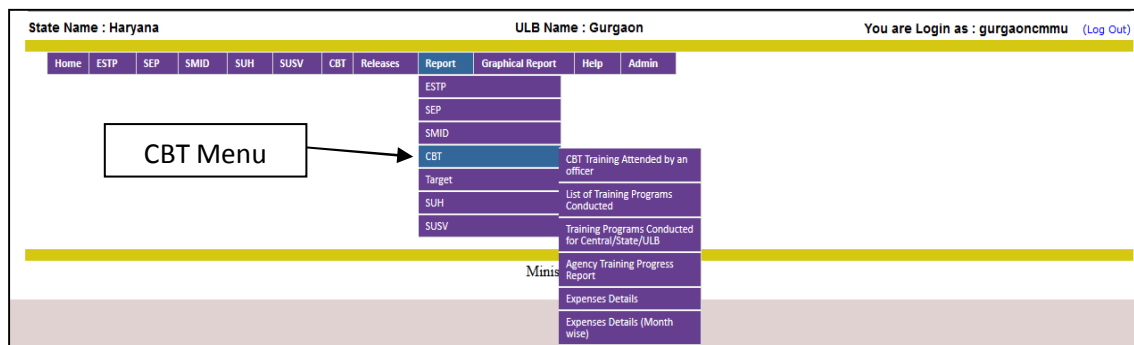 State Name : Haryana ULB Name : Gurgaon You are Login as : gurgaoncmmu (Log Out)
Home ESTP SEP SMID SUH SUSV CBT Releases Report Graphical Report Help Admin
ESTP
SEP
SMID
CBT Menu
CBT
Target
SUH
SUSV
CBT Training Attended by an
officer
List of Training Programs
Conducted
Training Programs Conducted
for Central/State/ULB
Minis
Agency Training Progress
Report
Expenses Details
Expenses Details (Month
wise)